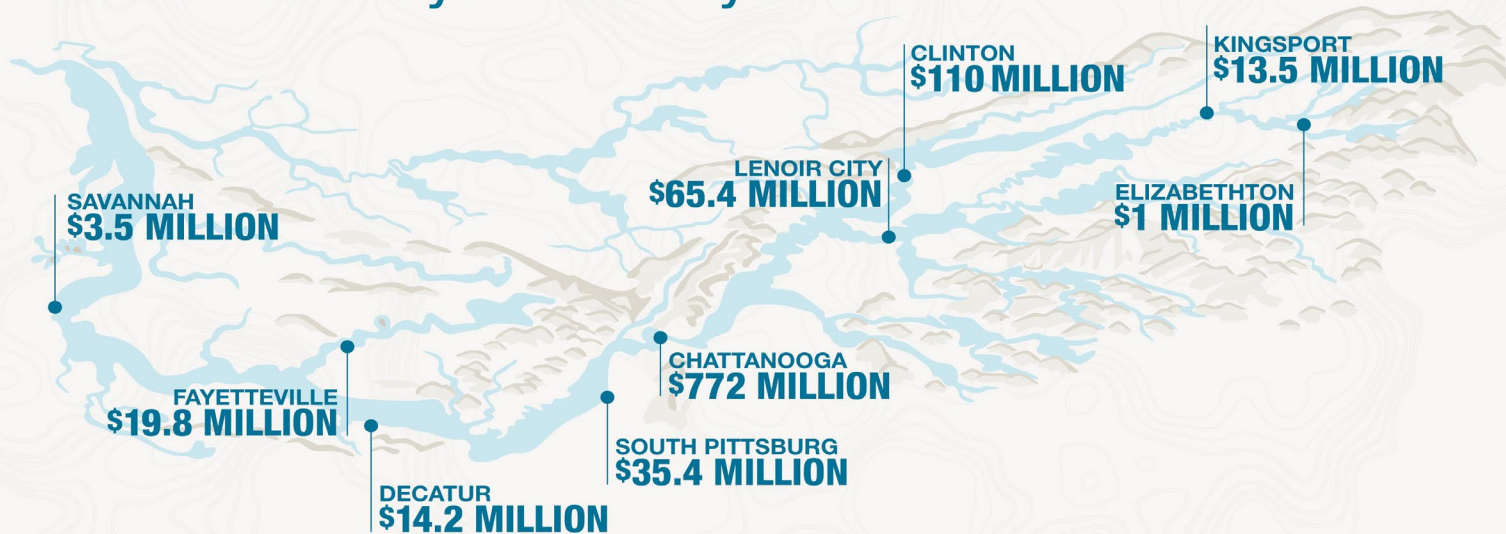 CLINTON
$110 MILLION
KINGSPORT
$13.5 MILLION
LENOIR CITY
$65.4 MILLION
ELIZABETHTON
$1 MILLION
SAVANNAH
$3.5 MILLION
CHATTANOOGA
$772 MILLION
FAYETTEVILLE
$19.8 MILLION
SOUTH PITTSBURG
$35.4 MILLION
DECATUR
$14.2 MILLION